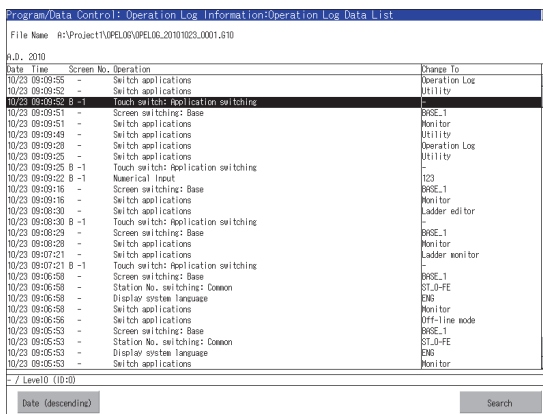 Program/Data Control: Operation Log Information:Operation Log Data List
File Name A:\Project1\OPELOG\OPELOG_20101023_0001.G1O
A.D. 2010
Date Time Screen No. Operation Change To
10/23 09:09:55 - Switch applications Operation Log
10/23 09:09:52 - Switch applications Utility
10/23 09:09:52 B -1 Touch switch: Application switching -
10/23 09:09:51 - Screen switching: Base BASE_1
10/23 09:09:51 - Switch applications Monitor
10/23 09:09:49 - Switch applications Utility
10/23 09:09:28 - Switch applications Operation Log
10/23 09:09:25 - Switch applications Utility
10/23 09:09:25 B -1 Touch switch: Application switching -
10/23 09:09:22 B -1 Numerical Input 123
10/23 09:09:16 - Screen switching: Base BASE_1
10/23 09:09:16 - Switch applications Monitor
10/23 09:08:30 - Switch applications Ladder editor
10/23 09:08:30 B -1 Touch switch: Application switching -
10/23 09:08:29 - Screen switching: Base BASE_1
10/23 09:08:28 - Switch applications Monitor
10/23 09:07:21 - Switch applications Ladder monitor
10/23 09:07:21 B -1 Touch switch: Application switching -
10/23 09:06:58 - Screen switching: Base BASE_1
10/23 09:06:58 - Station No. switching: Common ST_0-FE
10/23 09:06:58 - Display system language ENG
10/23 09:06:58 - Switch applications Monitor
10/23 09:06:56 - Switch applications Off-line mode
10/23 09:05:53 - Screen switching: Base BASE_1
10/23 09:05:53 - Station No. switching: Common ST_0-FE
10/23 09:05:53 - Display system language ENG
10/23 09:05:53 - Switch applications Monitor
- / Level0 (ID:0)
Date (descending) Search